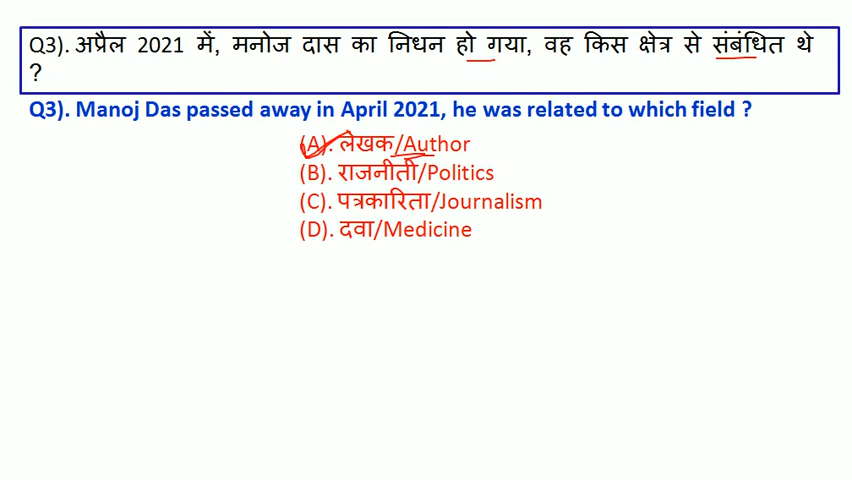 Q3). अप्रैल 2021 में, मनोज दास का निधन हो गया, वह किस क्षेत्र से संबंधित थे
?
Q3). Manoj Das passed away in April 2021, he was related to which field ?
(A). लेखक/Author
(B). राजनीती/Politics
(C). पत्रकारिता/Journalism
(D). दवा/Medicine